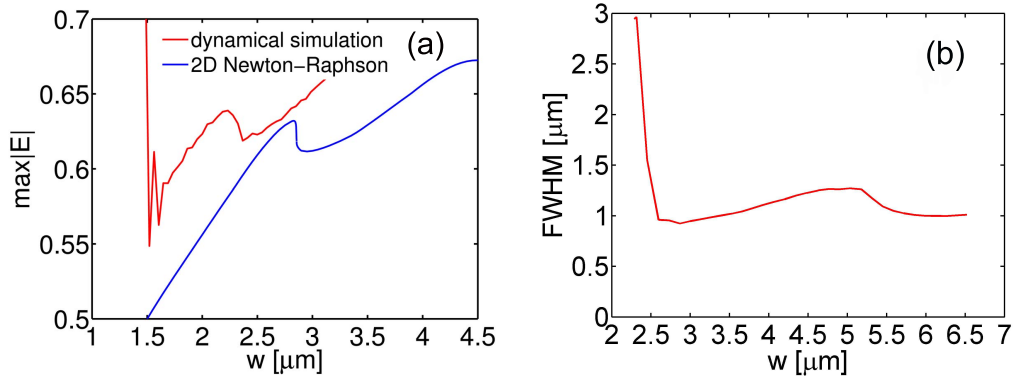 0.7
dynamical simulation
2D Newton−Raphson
(a)
0.65
0.6
0.55
0.5
max|E|
1 1.5 2 2.5 3 3.5 4 4.5
w [μm]
3
(b)
2.5
2
1.5
1
0.5
0
FWHM [μm]
2 2.5 3 3.5 4 4.5 5 5.5 6 6.5 7
w [μm]